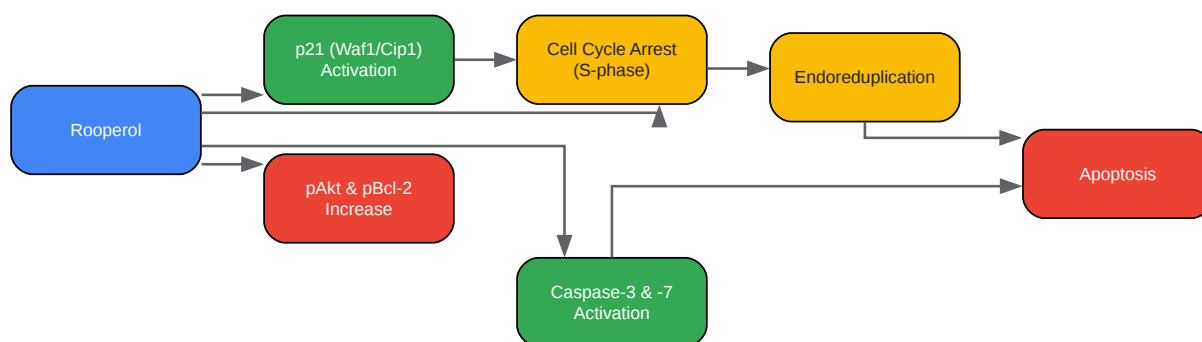 Rooperol
p21 (Waf1/Cip1)
Activation
pAkt & pBcl-2
Increase
Cell Cycle Arrest
(S-phase)
Caspase-3 & -7
Activation
Endoreduplication
Apoptosis